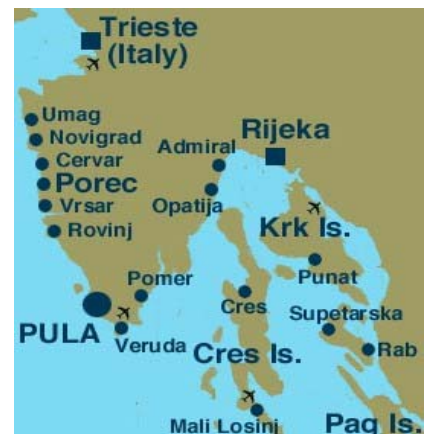 Trieste
(Italy)
Umag
Novigrad
Cervar
Porec
Vrsar
Rovinj
Admiral
Rijeka
Opatija
Krk Is.
Pomer
Punat
Cres
Supetarska
PULA
Veruda
Cres Is.
Rab
Mali Losinj
Pag Is.